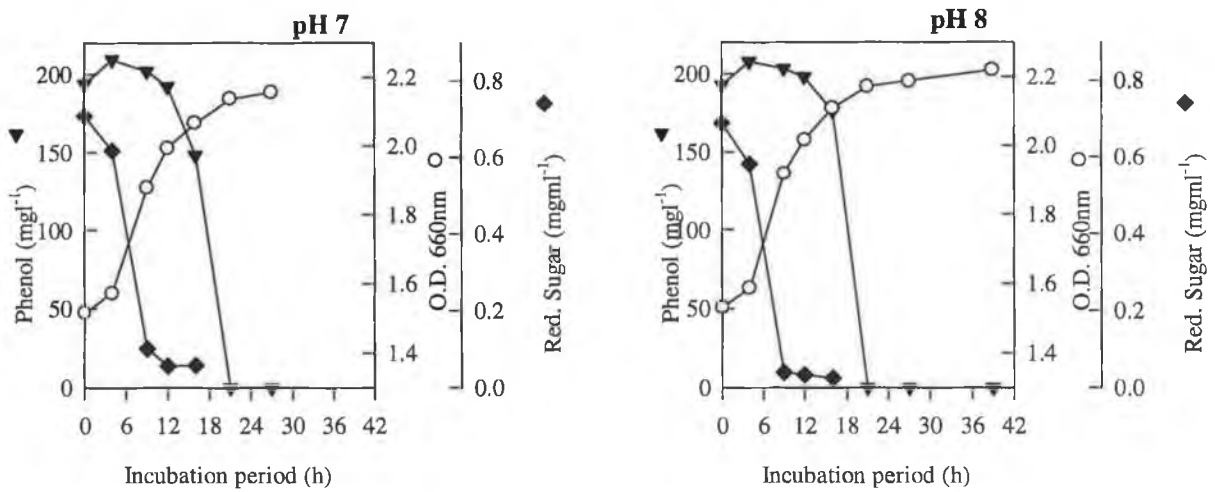 pH 7
200
150
100
50
0
Phenol (mgl⁻¹)
0 6 12 18 24 30 36 42
Incubation period (h)
2.2
2.0
1.8
1.6
1.4
O.D. 660nm
0.8
0.6
0.4
0.2
0.0
Red. Sugar (mgml⁻¹)
pH 8
200
150
100
50
0
Phenol (mgl⁻¹)
0 6 12 18 24 30 36 42
Incubation period (h)
2.2
2.0
1.8
1.6
1.4
O.D. 660nm
0.8
0.6
0.4
0.2
0.0
Red. Sugar (mgml⁻¹)